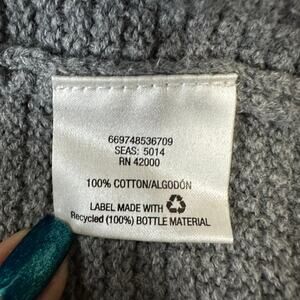 669748536709
SEAS: 5014
RN 42000
100% COTTON/ALGODÓN
LABEL MADE WITH
Recycled (100%) BOTTLE MATERIAL